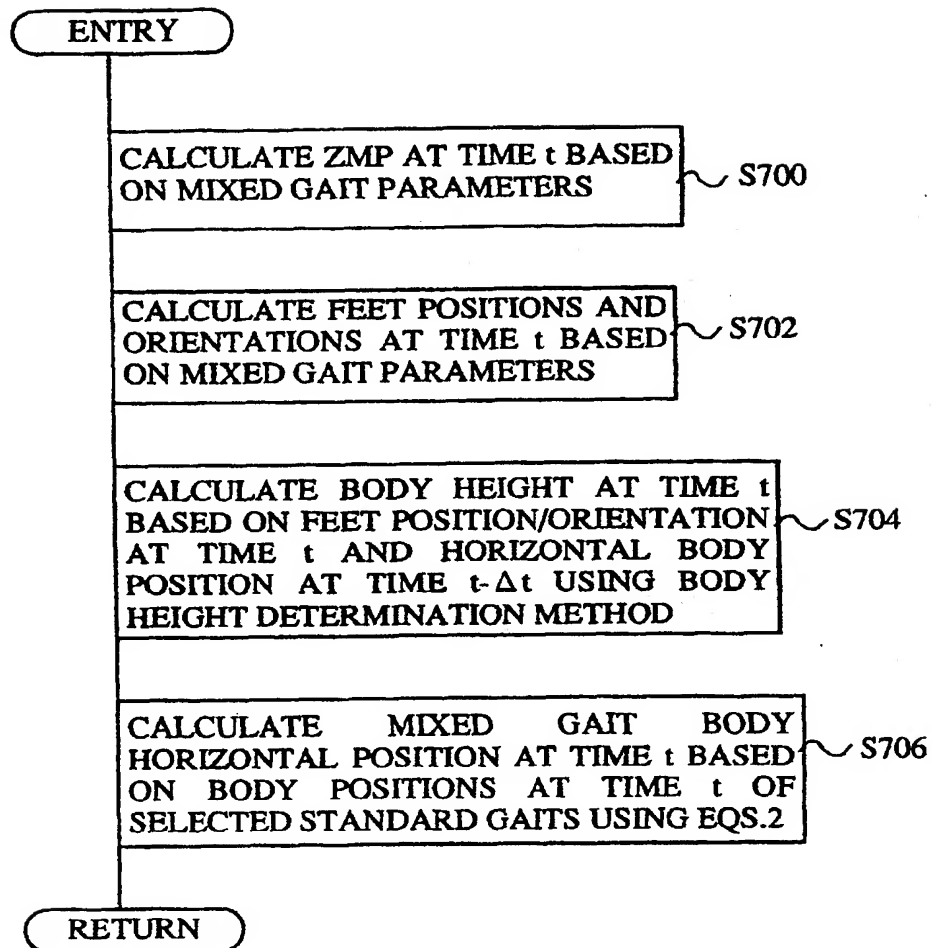 ENTRY
CALCULATE ZMP AT TIME t BASED
ON MIXED GAIT PARAMETERS
S700
CALCULATE FEET POSITIONS AND
ORIENTATIONS AT TIME t BASED
ON MIXED GAIT PARAMETERS
S702
CALCULATE BODY HEIGHT AT TIME t
BASED ON FEET POSITION/ORIENTATION
AT TIME t AND HORIZONTAL BODY
POSITION AT TIME t-Δt USING BODY
HEIGHT DETERMINATION METHOD
S704
CALCULATE MIXED GAIT BODY
HORIZONTAL POSITION AT TIME t BASED
ON BODY POSITIONS AT TIME t OF
SELECTED STANDARD GAITS USING EQS.2
S706
RETURN